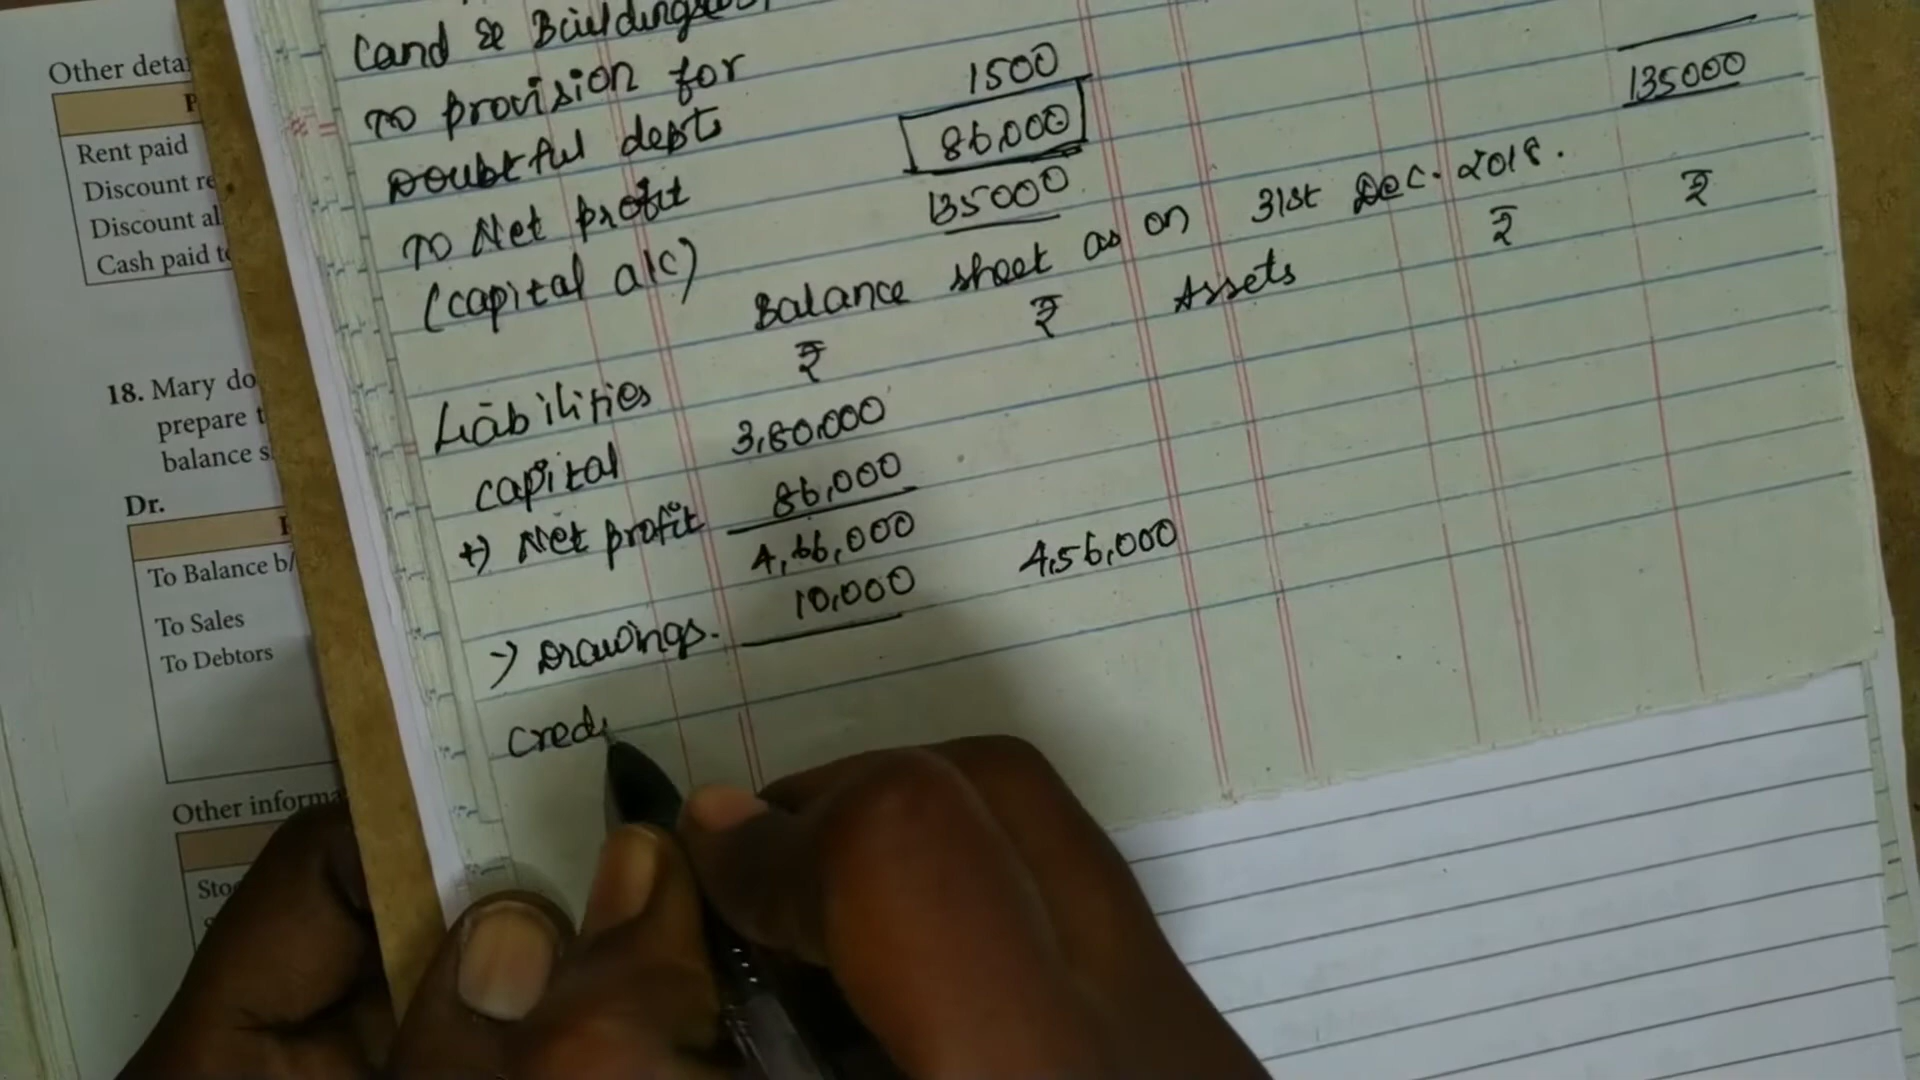 Other deta
P
Rent paid
Discount re
Discount al
Cash paid t
18. Mary do
prepare t
balance s
Dr.
To Balance b/
To Sales
To Debtors
Other informa
Sto
Land & Buildings
To provision for
Doubtful debts 1500
To Net profit 86,000
(capital a/c) 135000
135000
Balance sheet as on 31st Dec. 2018.
Liabilities ₹ ₹ Assets ₹ ₹
capital 3,80,000
+) Net profit 86,000
4,66,000
-) Drawings. 10,000 4,56,000
Credi